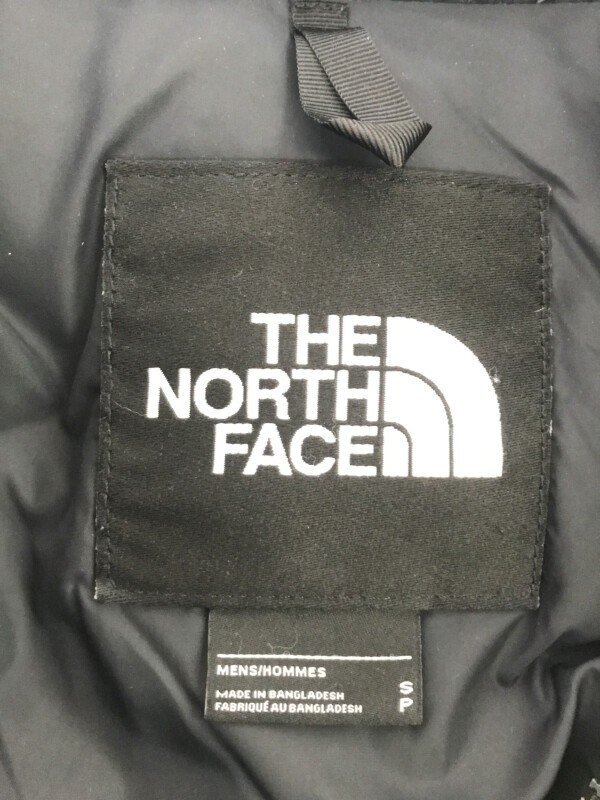 THE
NORTH
FACE
MENS/HOMMES
MADE IN BANGLADESH
FABRIQUÉ AU BANGLADESH
S
P